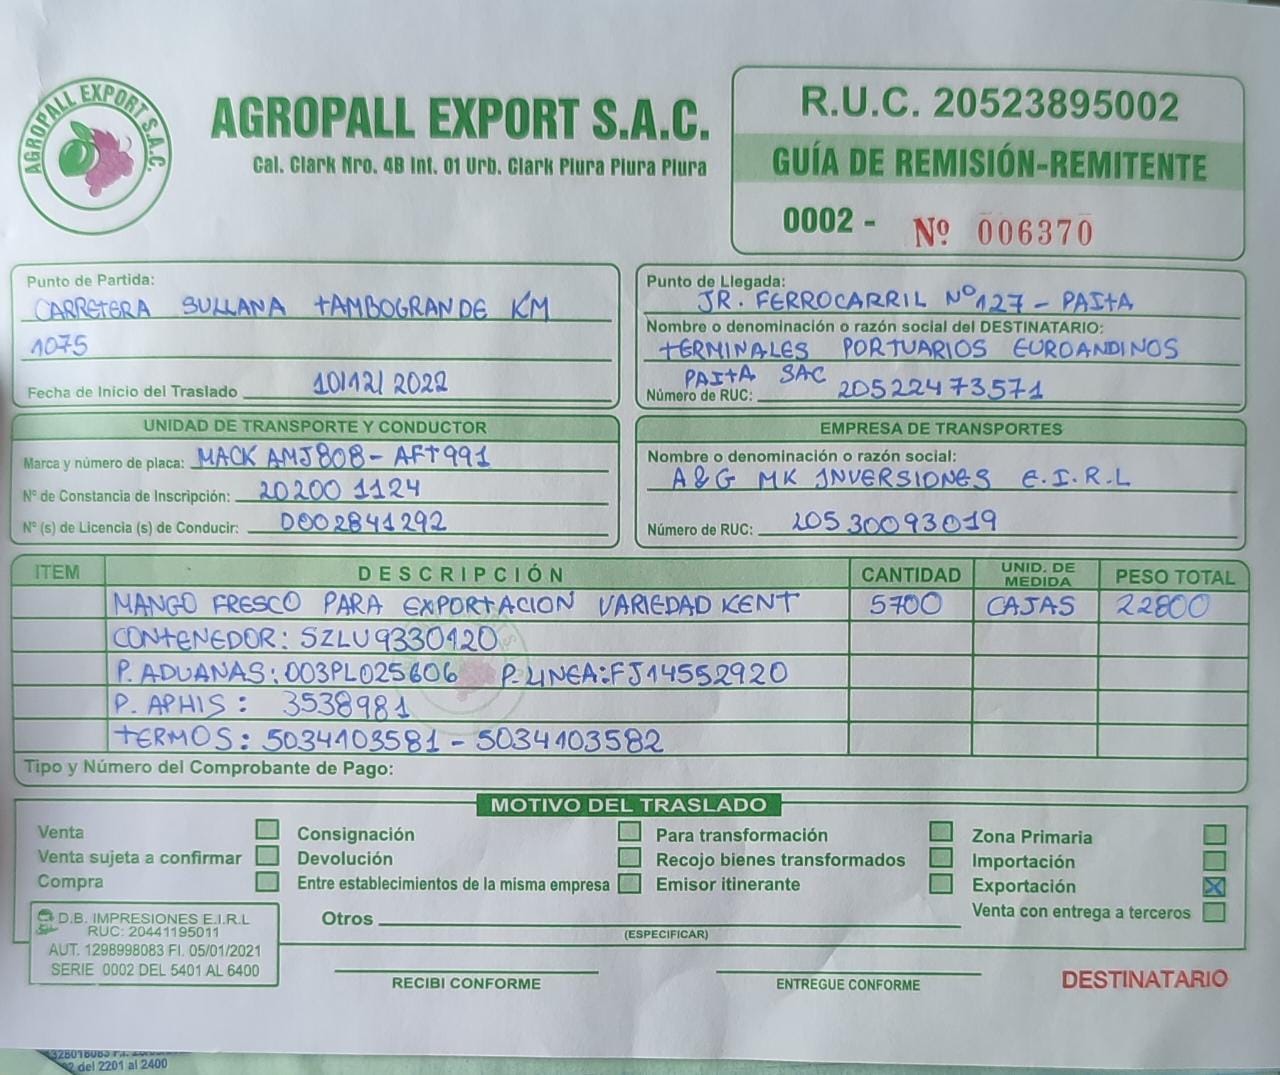 AGROPALL EXPORT S.A.C.
AGROPALL EXPORT S.A.C.
Cal. Clark Nro. 4B Int. 01 Urb. Clark Piura Piura Piura
R.U.C. 20523895002
GUÍA DE REMISIÓN-REMITENTE
0002 - Nº 006370
Punto de Partida:
CARRETERA SULLANA TAMBOGRANDE KM
1075
Fecha de Inicio del Traslado 10/12/2022
Punto de Llegada:
JR. FERROCARRIL Nº 127 - PAITA
Nombre o denominación o razón social del DESTINATARIO:
TERMINALES PORTUARIOS EUROANDINOS
PAITA SAC
Número de RUC: 20522473571
UNIDAD DE TRANSPORTE Y CONDUCTOR
Marca y número de placa: MACK AMJ808 - AFT991
Nº de Constancia de Inscripción: 20200 1124
Nº (s) de Licencia (s) de Conducir: D002841292
EMPRESA DE TRANSPORTES
Nombre o denominación o razón social:
A&G MK INVERSIONES E.I.R.L
Número de RUC: 20530093019
ITEM DESCRIPCIÓN CANTIDAD UNID. DE MEDIDA PESO TOTAL
MANGO FRESCO PARA EXPORTACION VARIEDAD KENT 5700 CAJAS 22800
CONTENEDOR: SZLU9330120
P. ADUANAS: 003PL025606 P. LINEA: FJ14552920
P. APHIS: 3538981
TERMOS: 5034103581 - 5034103582
Tipo y Número del Comprobante de Pago:
MOTIVO DEL TRASLADO
Venta Consignación Para transformación Zona Primaria
Venta sujeta a confirmar Devolución Recojo bienes transformados Importación
Compra Entre establecimientos de la misma empresa Emisor itinerante Exportación X
Otros Venta con entrega a terceros
(ESPECIFICAR)
D.B. IMPRESIONES E.I.R.L
RUC: 20441195011
AUT. 1298998083 FI. 05/01/2021
SERIE 0002 DEL 5401 AL 6400
RECIBI CONFORME ENTREGUE CONFORME DESTINATARIO
del 2201 al 2400